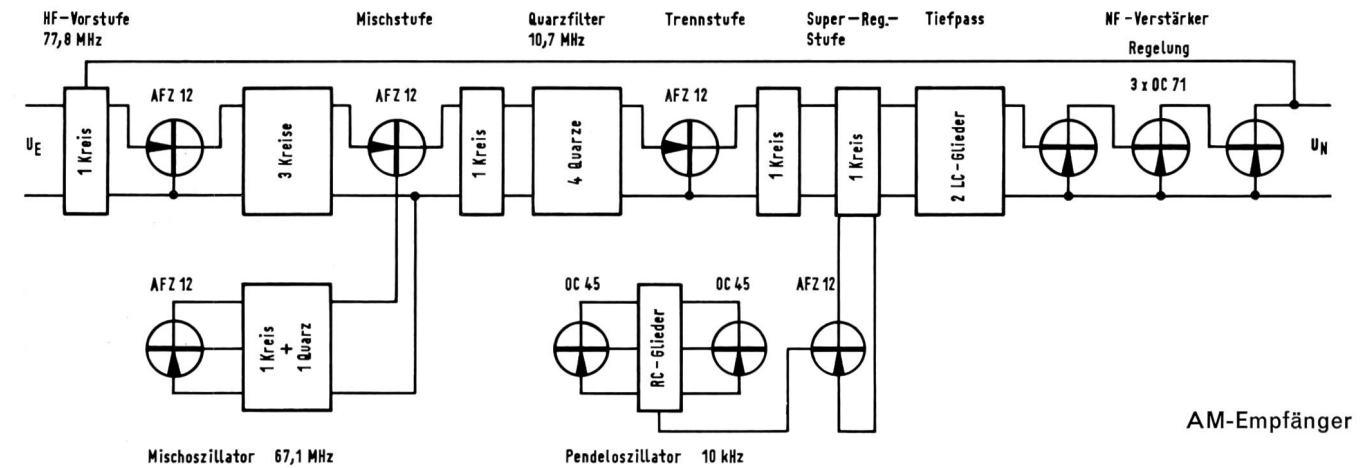 HF-Vorstufe
77,8 MHz
Mischstufe
Quarzfilter
10,7 MHz
Trennstufe
Super-Reg.-
Stufe
Tiefpass
NF-Verstärker
Regelung
AFZ 12
AFZ 12
AFZ 12
3 x OC 71
UE
1 Kreis
3 Kreise
1 Kreis
4 Quarze
1 Kreis
1 Kreis
2 LC-Glieder
UN
AFZ 12
1 Kreis
+
1 Quarz
OC 45
RC-Glieder
OC 45
AFZ 12
AM-Empfänger
Mischoszillator 67,1 MHz
Pendeloszillator 10 kHz